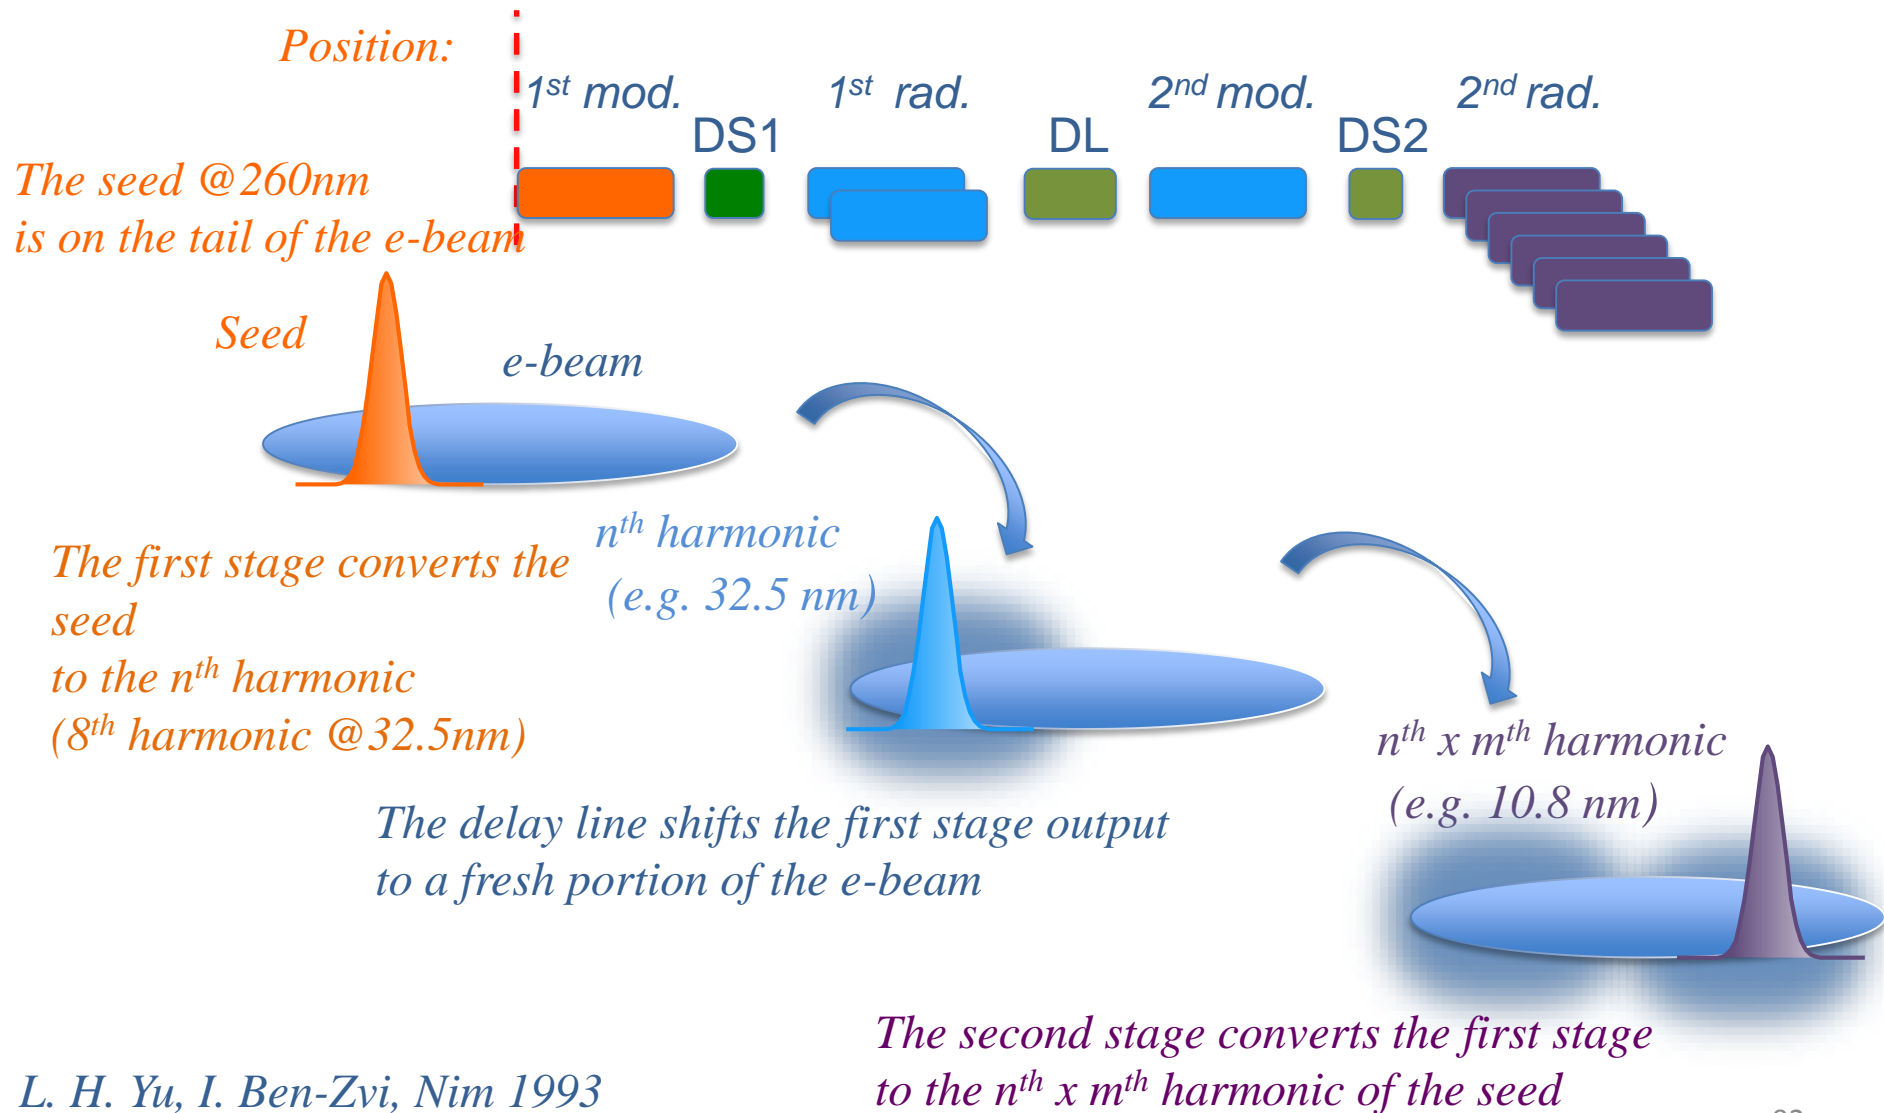 Position:
1st mod.
1st rad.
2nd mod.
2nd rad.
DS1
DL
DS2
The seed @260nm
is on the tail of the e-beam
Seed
e-beam
nth harmonic
(e.g. 32.5 nm)
The first stage converts the
seed
to the nth harmonic
(8th harmonic @32.5nm)
nth x mth harmonic
(e.g. 10.8 nm)
The delay line shifts the first stage output
to a fresh portion of the e-beam
The second stage converts the first stage
to the nth x mth harmonic of the seed
L. H. Yu, I. Ben-Zvi, Nim 1993